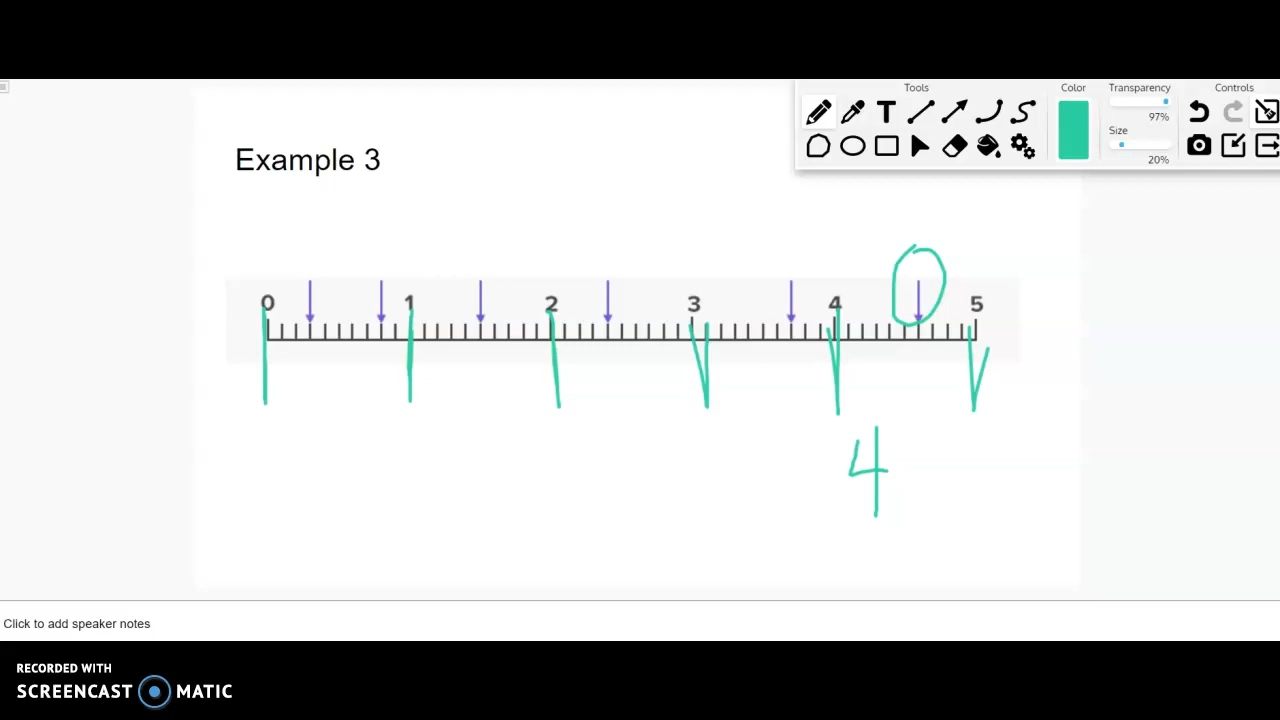 Tools
Color
Transparency
Controls
97%
Size
20%
Example 3
0 1 2 3 4 5
4
Click to add speaker notes
RECORDED WITH
SCREENCAST MATIC